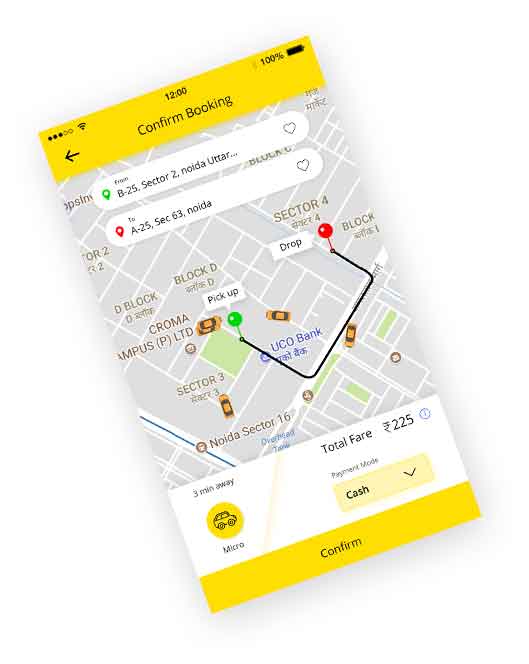 12:00
100%
Confirm Booking
From
B-25, Sector 2, noida Uttar...
To
A-25, Sec 63, noida
BLOCK C
SECTOR 4
सेक्टर 4
BLOCK
ब्लॉक
Drop
BLOCK D
ब्लॉक D
D BLOCK
D ब्लॉक
Pick up
CROMA
AMPUS (P) LTD
UCO Bank
यूको बैंक
SECTOR 3
सेक्टर 3
Noida Sector 16
Overhead
Tank
3 min away
Total Fare
₹225
Payment Mode
Cash
Micro
Confirm